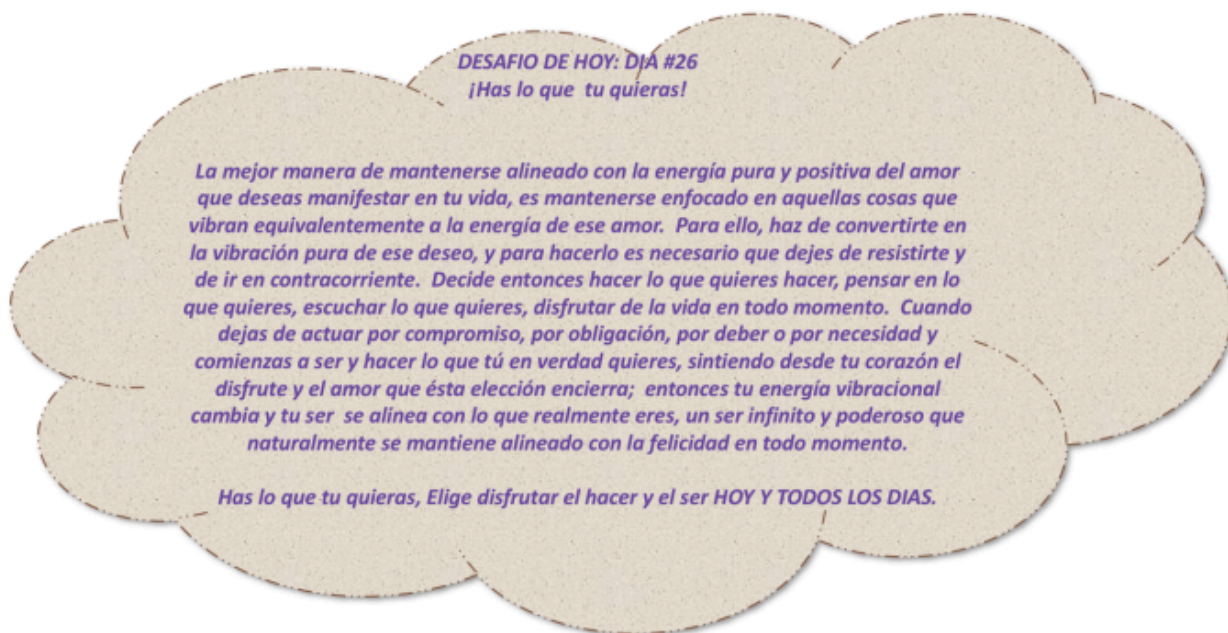 DESAFIO DE HOY: DIA #26
¡Has lo que  tu quieras!
La mejor manera de mantenerse alineado con la energía pura y positiva del amor
que deseas manifestar en tu vida, es mantenerse enfocado en aquellas cosas que
vibran equivalentemente a la energía de ese amor.  Para ello, haz de convertirte en
la vibración pura de ese deseo, y para hacerlo es necesario que dejes de resistirte y
de ir en contracorriente.  Decide entonces hacer lo que quieres hacer, pensar en lo
que quieres, escuchar lo que quieres, disfrutar de la vida en todo momento.  Cuando
dejas de actuar por compromiso, por obligación, por deber o por necesidad y
comienzas a ser y hacer lo que tú en verdad quieres, sintiendo desde tu corazón el
disfrute y el amor que ésta elección encierra;  entonces tu energía vibracional
cambia y tu ser  se alinea con lo que realmente eres, un ser infinito y poderoso que
naturalmente se mantiene alineado con la felicidad en todo momento.
Has lo que tu quieras, Elige disfrutar el hacer y el ser HOY Y TODOS LOS DIAS.